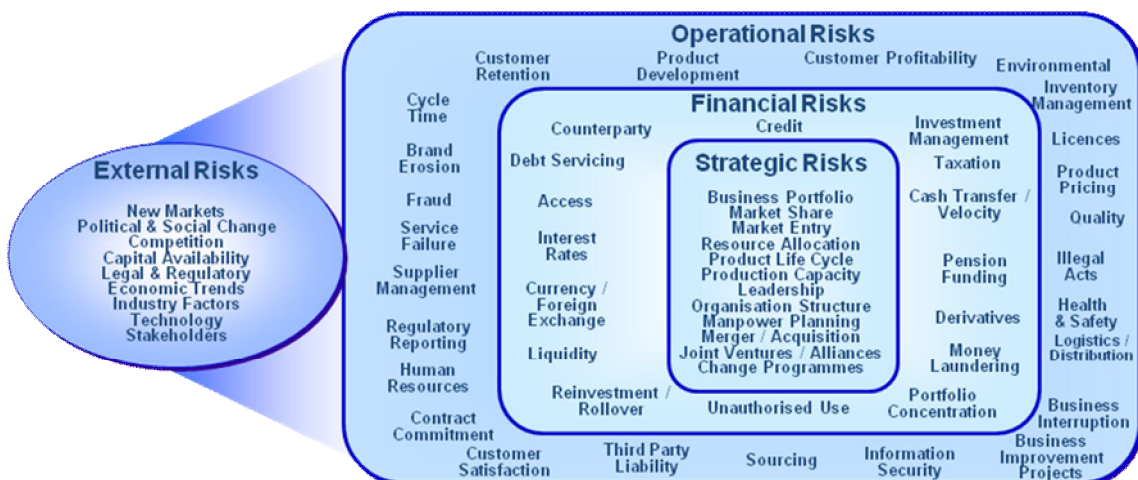 Operational Risks
Customer
Retention
Product
Development
Customer Profitability
Environmental
Inventory
Management
Cycle
Time
Financial Risks
Counterparty
Credit
Investment
Management
Licences
Brand
Erosion
Debt Servicing
Strategic Risks
Taxation
Product
Pricing
External Risks
Fraud
Access
Business Portfolio
Market Share
Market Entry
Resource Allocation
Product Life Cycle
Production Capacity
Leadership
Organisation Structure
Manpower Planning
Merger / Acquisition
Joint Ventures / Alliances
Change Programmes
Cash Transfer /
Velocity
Quality
New Markets
Political & Social Change
Competition
Capital Availability
Legal & Regulatory
Economic Trends
Industry Factors
Technology
Stakeholders
Service
Failure
Interest
Rates
Pension
Funding
Illegal
Acts
Supplier
Management
Currency /
Foreign
Exchange
Derivatives
Health
& Safety
Regulatory
Reporting
Liquidity
Money
Laundering
Logistics /
Distribution
Human
Resources
Reinvestment /
Rollover
Unauthorised Use
Portfolio
Concentration
Business
Interruption
Contract
Commitment
Customer
Satisfaction
Third Party
Liability
Sourcing
Information
Security
Business
Improvement
Projects